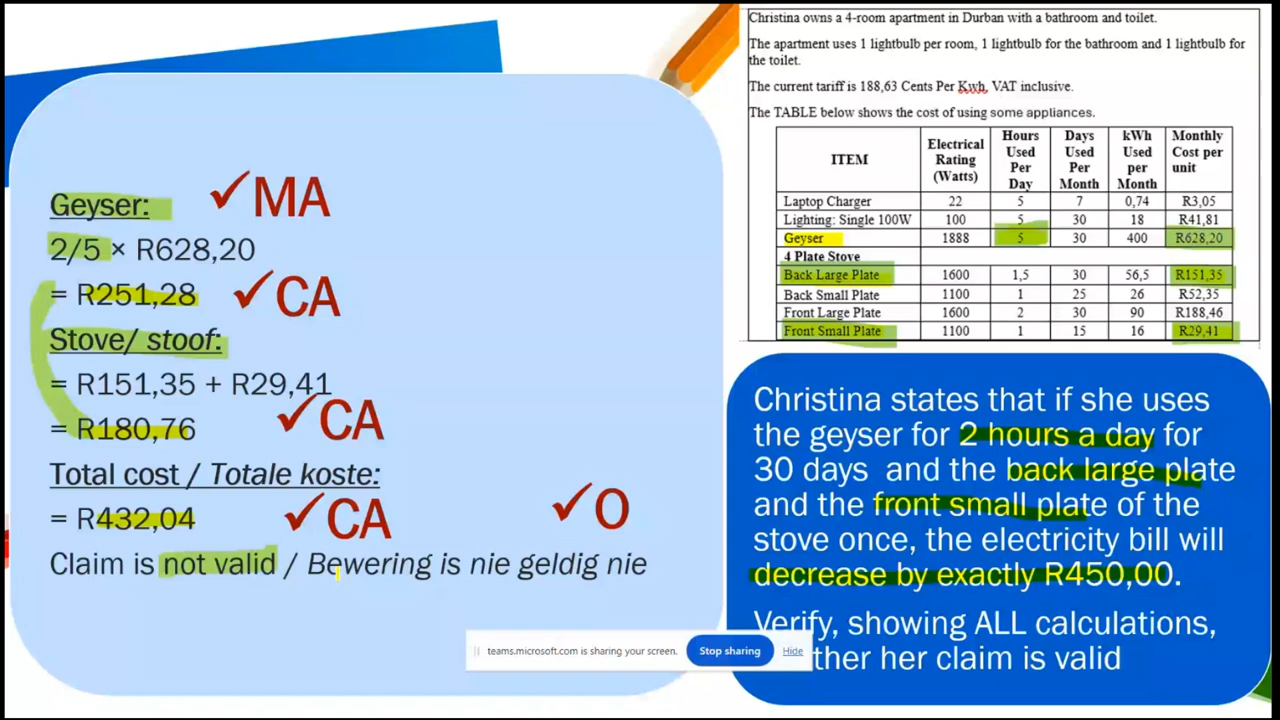 Geyser: ✓MA
2/5 × R628,20
= R251,28 ✓CA
Stove/ stoof:
= R151,35 + R29,41
= R180,76 ✓CA
Total cost / Totale koste:
= R432,04 ✓CA ✓O
Claim is not valid / Bewering is nie geldig nie
Christina owns a 4-room apartment in Durban with a bathroom and toilet.
The apartment uses 1 lightbulb per room, 1 lightbulb for the bathroom and 1 lightbulb for
the toilet.
The current tariff is 188,63 Cents Per Kwh, VAT inclusive.
The TABLE below shows the cost of using some appliances.
ITEM Electrical Rating (Watts) Hours Used Per Day Days Used Per Month kWh Used per Month Monthly Cost per unit
Laptop Charger 22 5 7 0,74 R3,05
Lighting: Single 100W 100 5 30 18 R41,81
Geyser 1888 5 30 400 R628,20
4 Plate Stove
Back Large Plate 1600 1,5 30 56,5 R151,35
Back Small Plate 1100 1 25 26 R52,35
Front Large Plate 1600 2 30 90 R188,46
Front Small Plate 1100 1 15 16 R29,41
Christina states that if she uses
the geyser for 2 hours a day for
30 days and the back large plate
and the front small plate of the
stove once, the electricity bill will
decrease by exactly R450,00.
Verify, showing ALL calculations,
ther her claim is valid
teams.microsoft.com is sharing your screen. Stop sharing Hide